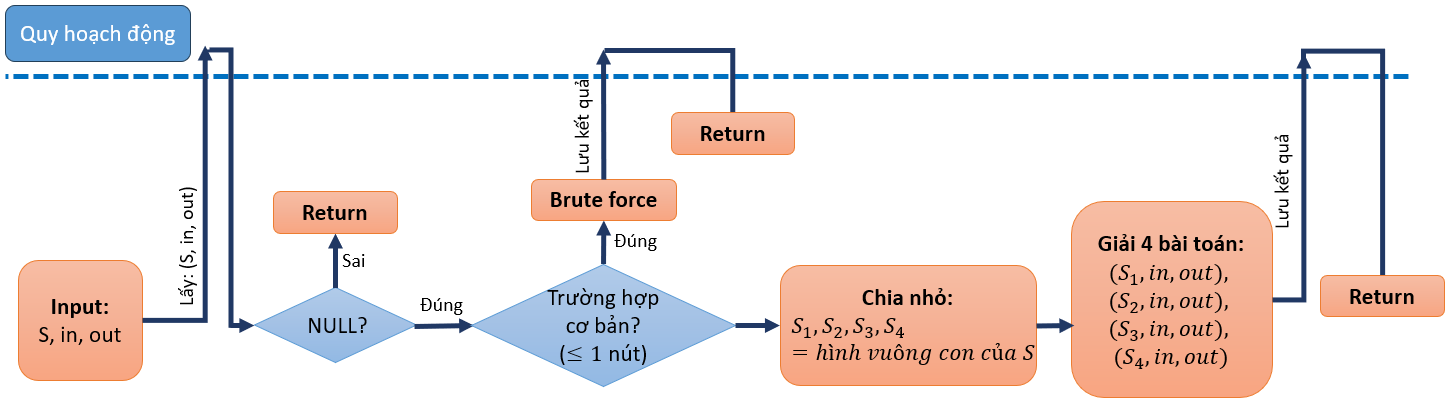 Quy hoạch động
Input:
S, in, out
Lấy: (S, in, out)
Return
Sai
NULL?
Đúng
Trường hợp
cơ bản?
(≤ 1 nút)
Đúng
Brute force
Lưu kết quả
Return
Chia nhỏ:
S₁, S₂, S₃, S₄
= hình vuông con của S
Giải 4 bài toán:
(S₁, in, out),
(S₂, in, out),
(S₃, in, out),
(S₄, in, out)
Lưu kết quả
Return